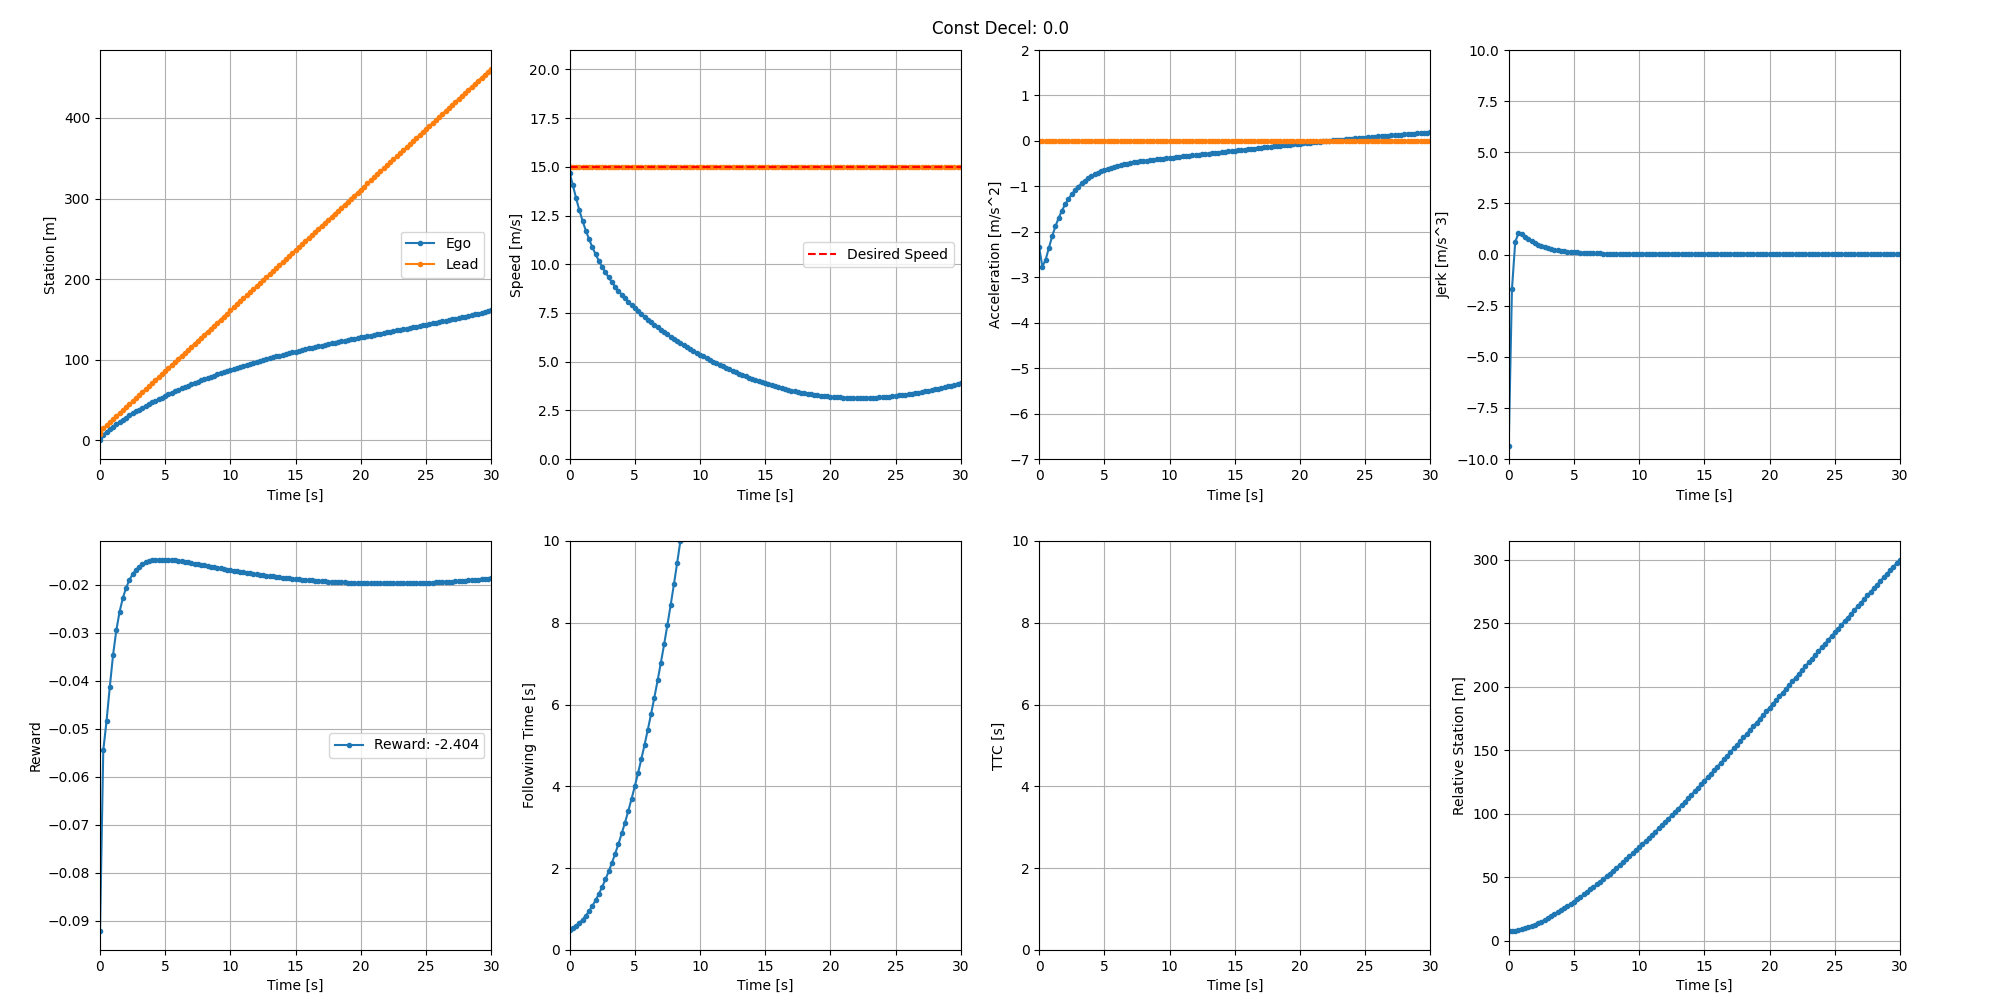 Const Decel: 0.0
Station [m]
400
300
200
100
0
Ego
Lead
0 5 10 15 20 25 30
Time [s]
Speed [m/s]
20.0
17.5
15.0
12.5
10.0
7.5
5.0
2.5
0.0
Desired Speed
0 5 10 15 20 25 30
Time [s]
Acceleration [m/s^2]
2
1
0
−1
−2
−3
−4
−5
−6
−7
0 5 10 15 20 25 30
Time [s]
Jerk [m/s^3]
10.0
7.5
5.0
2.5
0.0
−2.5
−5.0
−7.5
−10.0
0 5 10 15 20 25 30
Time [s]
Reward
−0.02
−0.03
−0.04
−0.05
−0.06
−0.07
−0.08
−0.09
Reward: -2.404
0 5 10 15 20 25 30
Time [s]
Following Time [s]
10
8
6
4
2
0
0 5 10 15 20 25 30
Time [s]
TTC [s]
10
8
6
4
2
0
0 5 10 15 20 25 30
Time [s]
Relative Station [m]
300
250
200
150
100
50
0
0 5 10 15 20 25 30
Time [s]